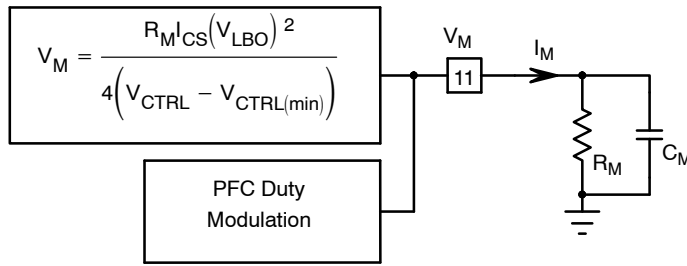 V_M = R_M I_CS (V_LBO)^2 / 4(V_CTRL − V_CTRL(min))
V_M
I_M
11
R_M
C_M
PFC Duty
Modulation